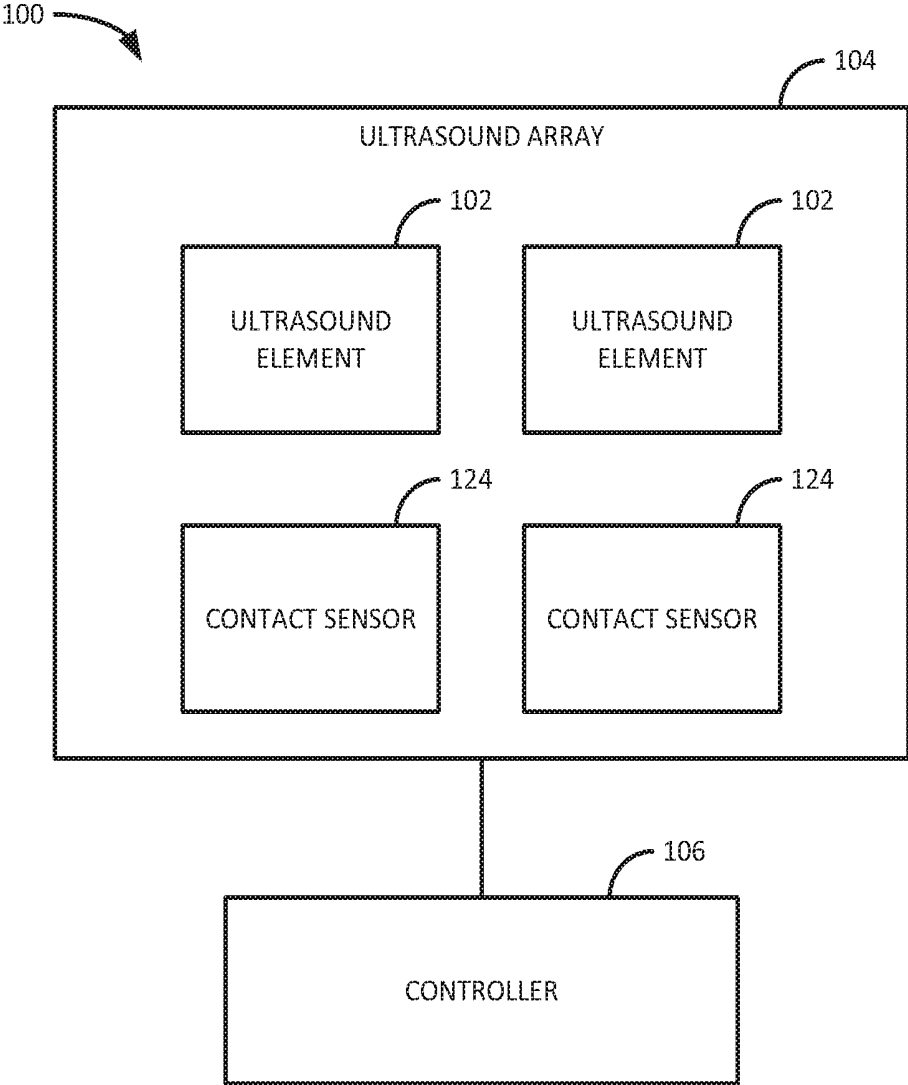 100
104
ULTRASOUND ARRAY
102
102
ULTRASOUND
ELEMENT
ULTRASOUND
ELEMENT
124
124
CONTACT SENSOR
CONTACT SENSOR
106
CONTROLLER